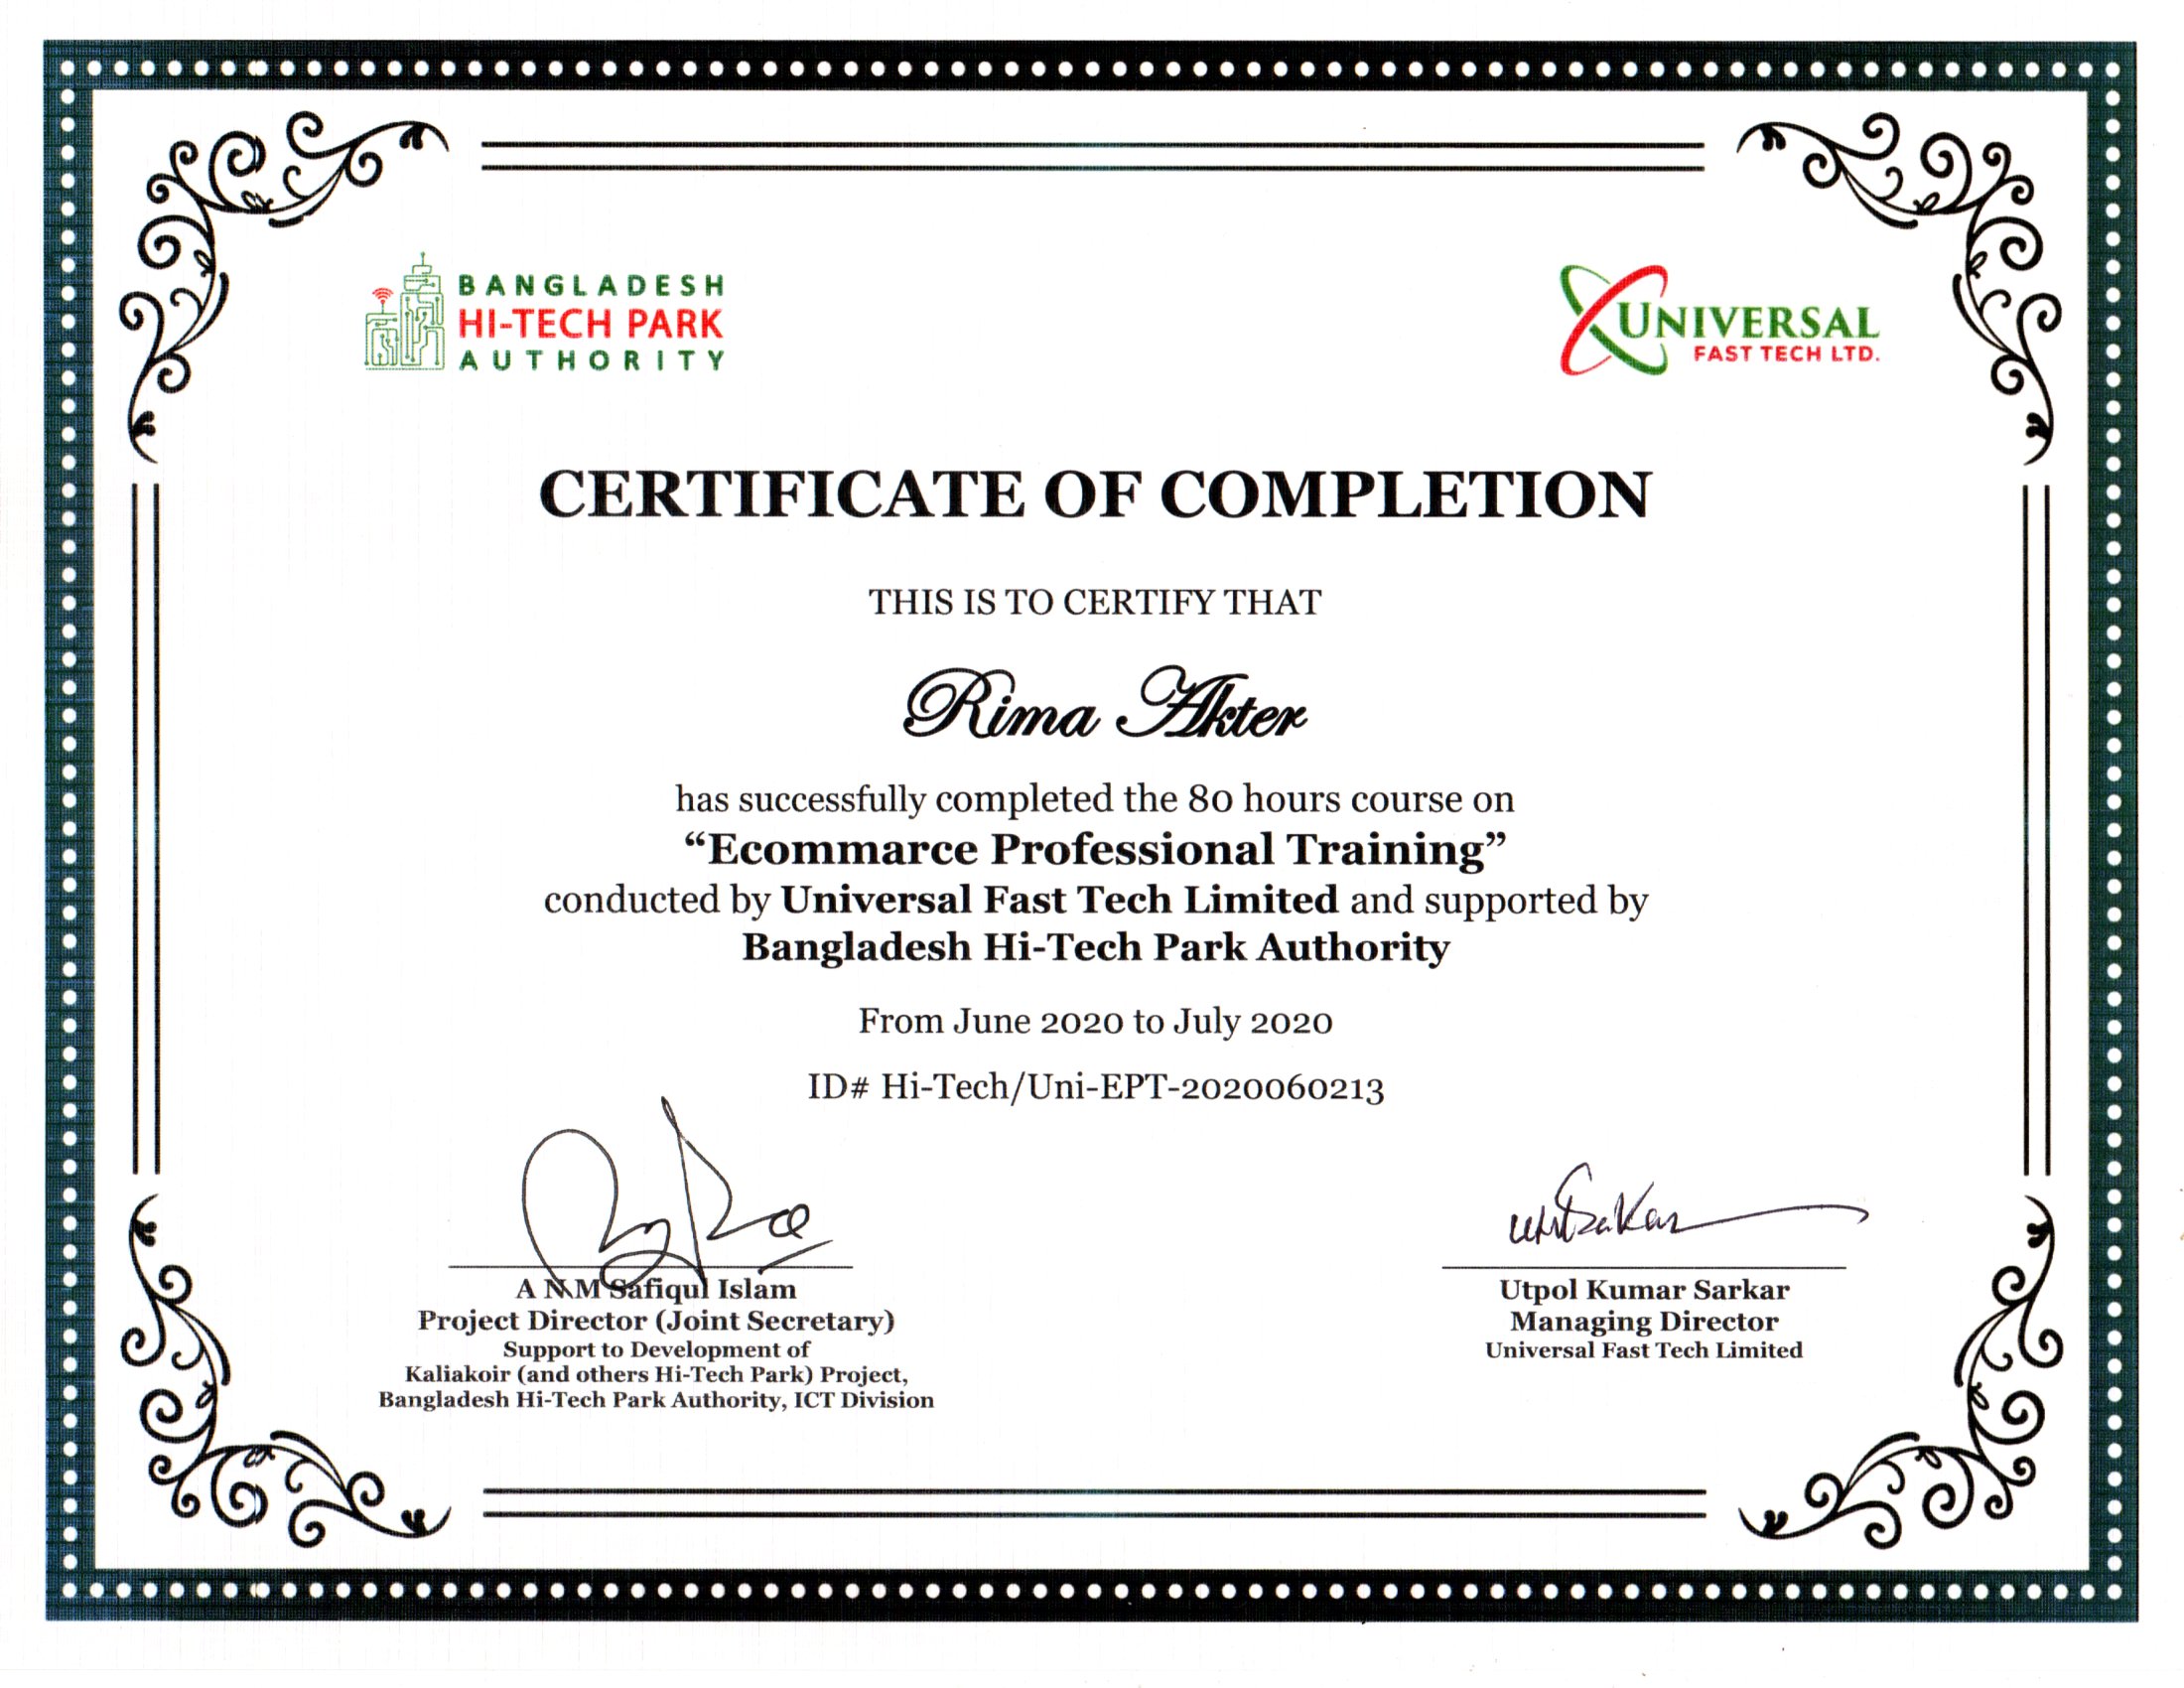 BANGLADESH
HI-TECH PARK
AUTHORITY
UNIVERSAL
FAST TECH LTD.
CERTIFICATE OF COMPLETION
THIS IS TO CERTIFY THAT
Rima Akter
has successfully completed the 80 hours course on
“Ecommarce Professional Training”
conducted by Universal Fast Tech Limited and supported by
Bangladesh Hi-Tech Park Authority
From June 2020 to July 2020
ID# Hi-Tech/Uni-EPT-2020060213
A N M Safiqul Islam
Project Director (Joint Secretary)
Support to Development of
Kaliakoir (and others Hi-Tech Park) Project,
Bangladesh Hi-Tech Park Authority, ICT Division
Utpol Kumar Sarkar
Managing Director
Universal Fast Tech Limited